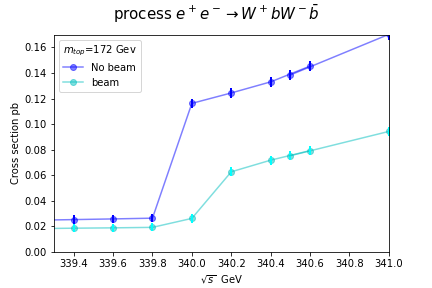 process e⁺e⁻→W⁺bW⁻b̄
m_top=172 Gev
No beam
beam
Cross section pb
0.16
0.14
0.12
0.10
0.08
0.06
0.04
0.02
0.00
339.4 339.6 339.8 340.0 340.2 340.4 340.6 340.8 341.0
√s GeV